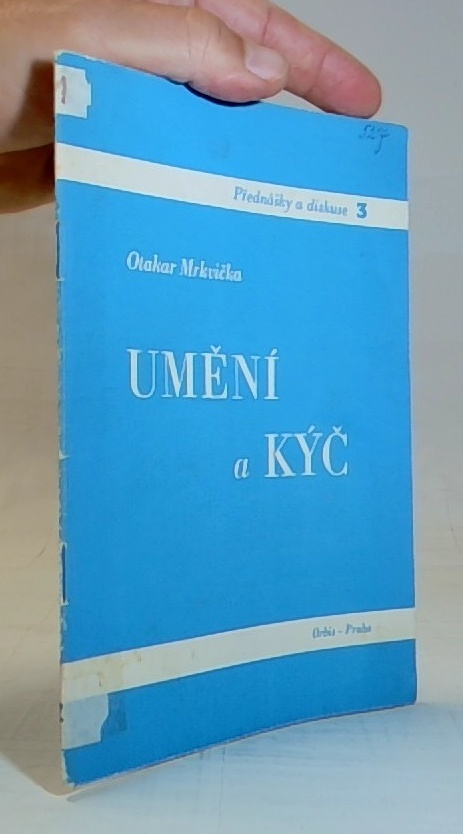 Přednášky a diskuse 3
Otakar Mrkvička
UMĚNÍ
a KÝČ
Orbis - Praha